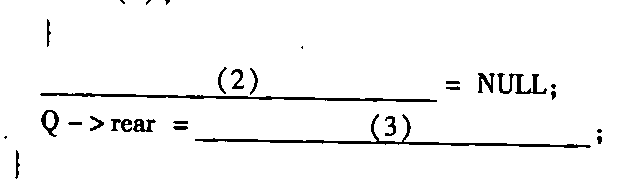 }
(2) = NULL;
Q -> rear = (3) ;
}